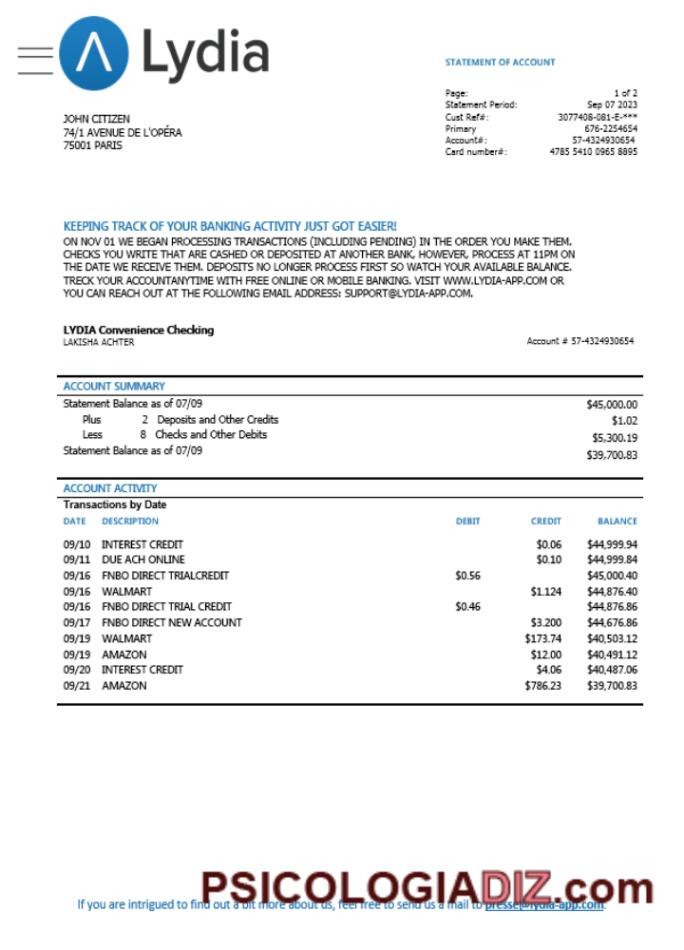 Λ Lydia
STATEMENT OF ACCOUNT
Page: 1 of 2
Statement Period: Sep 07 2023
Cust Ref#: 3077408-081-E-***
Primary 676-2254654
Account#: 57-4324930654
Card number#: 4785 5410 0965 8895
JOHN CITIZEN
74/1 AVENUE DE L'OPÉRA
75001 PARIS
KEEPING TRACK OF YOUR BANKING ACTIVITY JUST GOT EASIER!
ON NOV 01 WE BEGAN PROCESSING TRANSACTIONS (INCLUDING PENDING) IN THE ORDER YOU MAKE THEM.
CHECKS YOU WRITE THAT ARE CASHED OR DEPOSITED AT ANOTHER BANK, HOWEVER, PROCESS AT 11PM ON
THE DATE WE RECEIVE THEM. DEPOSITS NO LONGER PROCESS FIRST SO WATCH YOUR AVAILABLE BALANCE.
TRECK YOUR ACCOUNTANYTIME WITH FREE ONLINE OR MOBILE BANKING. VISIT WWW.LYDIA-APP.COM OR
YOU CAN REACH OUT AT THE FOLLOWING EMAIL ADDRESS: SUPPORT@LYDIA-APP.COM.
LYDIA Convenience Checking
LAKISHA ACHTER Account # 57-4324930654
ACCOUNT SUMMARY
Statement Balance as of 07/09 $45,000.00
Plus 2 Deposits and Other Credits $1.02
Less 8 Checks and Other Debits $5,300.19
Statement Balance as of 07/09 $39,700.83
ACCOUNT ACTIVITY
Transactions by Date
DATE DESCRIPTION DEBIT CREDIT BALANCE
09/10 INTEREST CREDIT $0.06 $44,999.94
09/11 DUE ACH ONLINE $0.10 $44,999.84
09/16 FNBO DIRECT TRIALCREDIT $0.56 $45,000.40
09/16 WALMART $1.124 $44,876.40
09/16 FNBO DIRECT TRIAL CREDIT $0.46 $44,876.86
09/17 FNBO DIRECT NEW ACCOUNT $3.200 $44,676.86
09/19 WALMART $173.74 $40,503.12
09/19 AMAZON $12.00 $40,491.12
09/20 INTEREST CREDIT $4.06 $40,487.06
09/21 AMAZON $786.23 $39,700.83
PSICOLOGIADIZ.com
If you are intrigued to find out a bit more about us, feel free to send us a mail to presse@lydia-app.com.